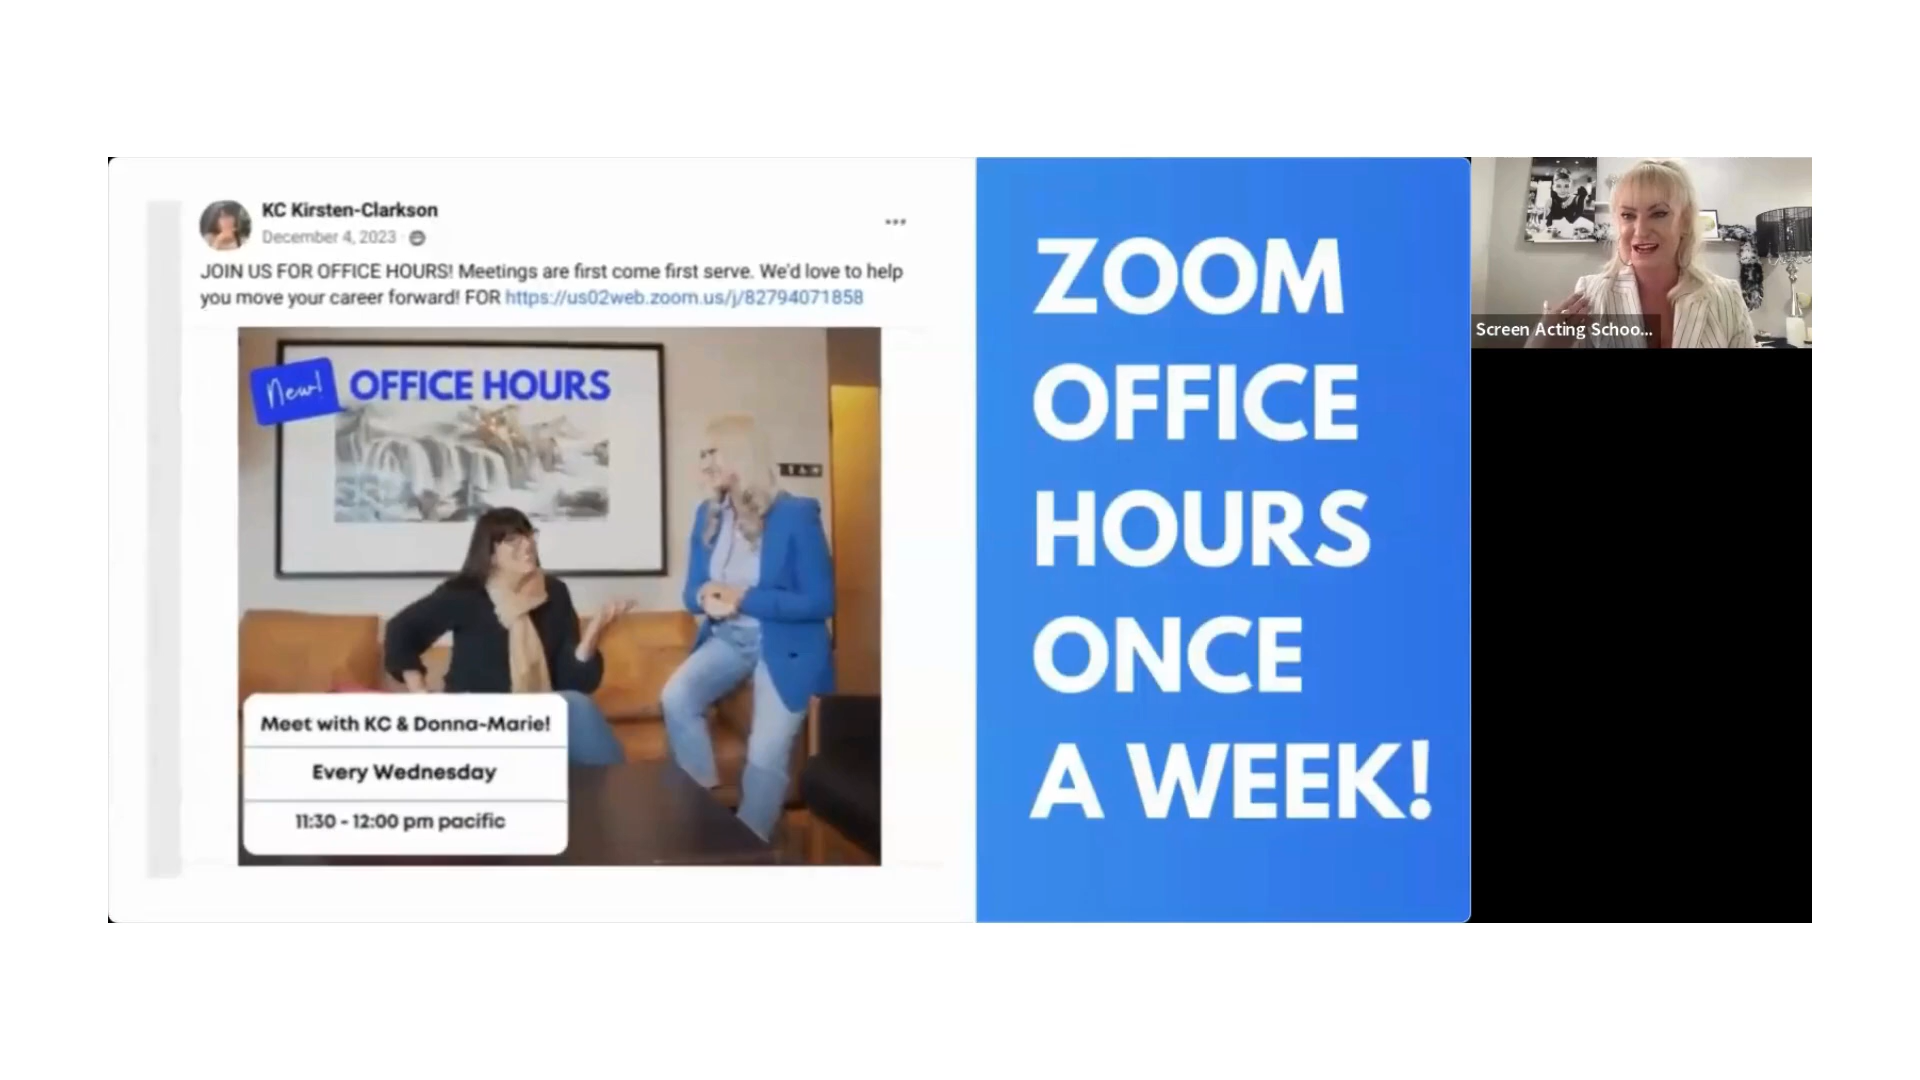 KC Kirsten-Clarkson
December 4, 2023
JOIN US FOR OFFICE HOURS! Meetings are first come first serve. We'd love to help
you move your career forward! FOR https://us02web.zoom.us/j/82794071858
New! OFFICE HOURS
Meet with KC & Donna-Marie!
Every Wednesday
11:30 - 12:00 pm pacific
ZOOM
OFFICE
HOURS
ONCE
A WEEK!
Screen Acting Schoo...